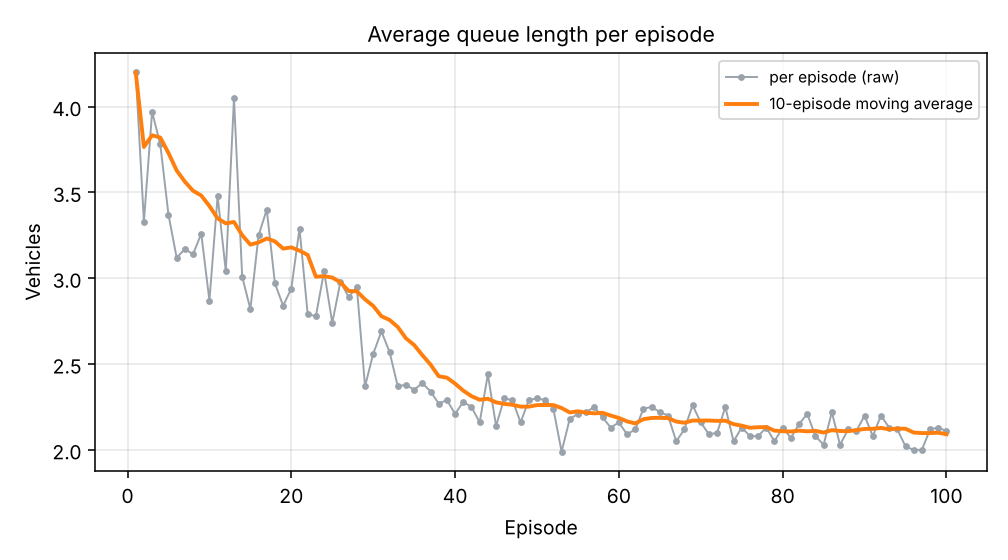 Average queue length per episode
per episode (raw)
10-episode moving average
Vehicles
4.0
3.5
3.0
2.5
2.0
0 20 40 60 80 100
Episode